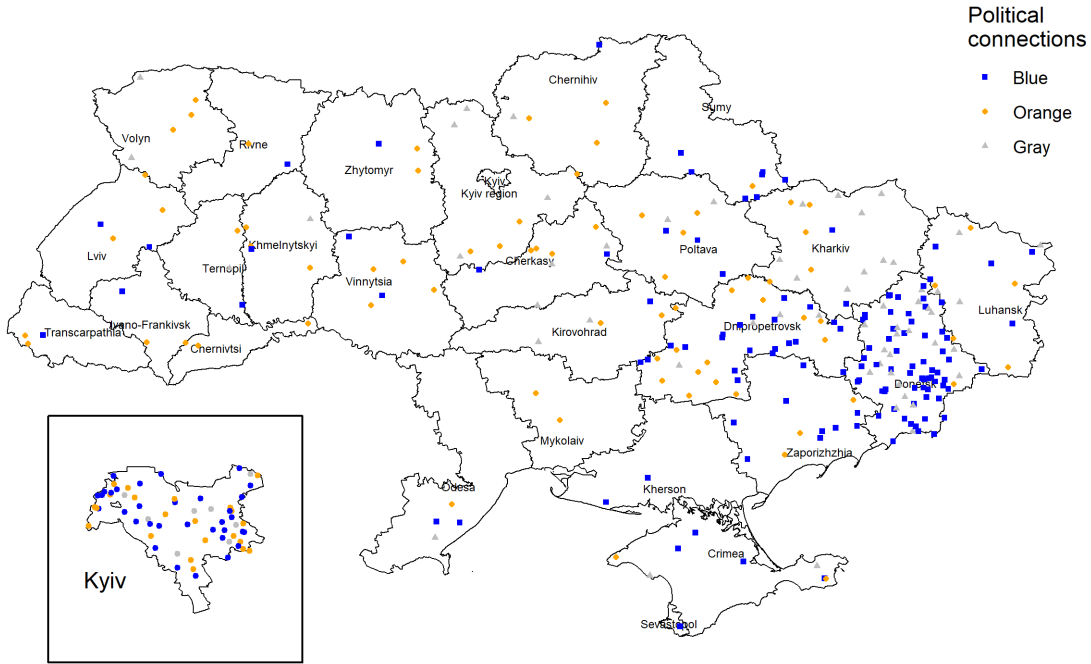 Political
connections
Blue
Orange
Gray
Chernihiv
Sumy
Volyn
Rivne
Zhytomyr
Kyiv
Kyiv region
Lviv
Khmelnytskyi
Ternopil
Vinnytsia
Cherkasy
Poltava
Kharkiv
Luhansk
Ivano-Frankivsk
Transcarpathia
Chernivtsi
Kirovohrad
Dnipropetrovsk
Donetsk
Mykolaiv
Zaporizhzhia
Odesa
Kherson
Crimea
Sevastopol
Kyiv